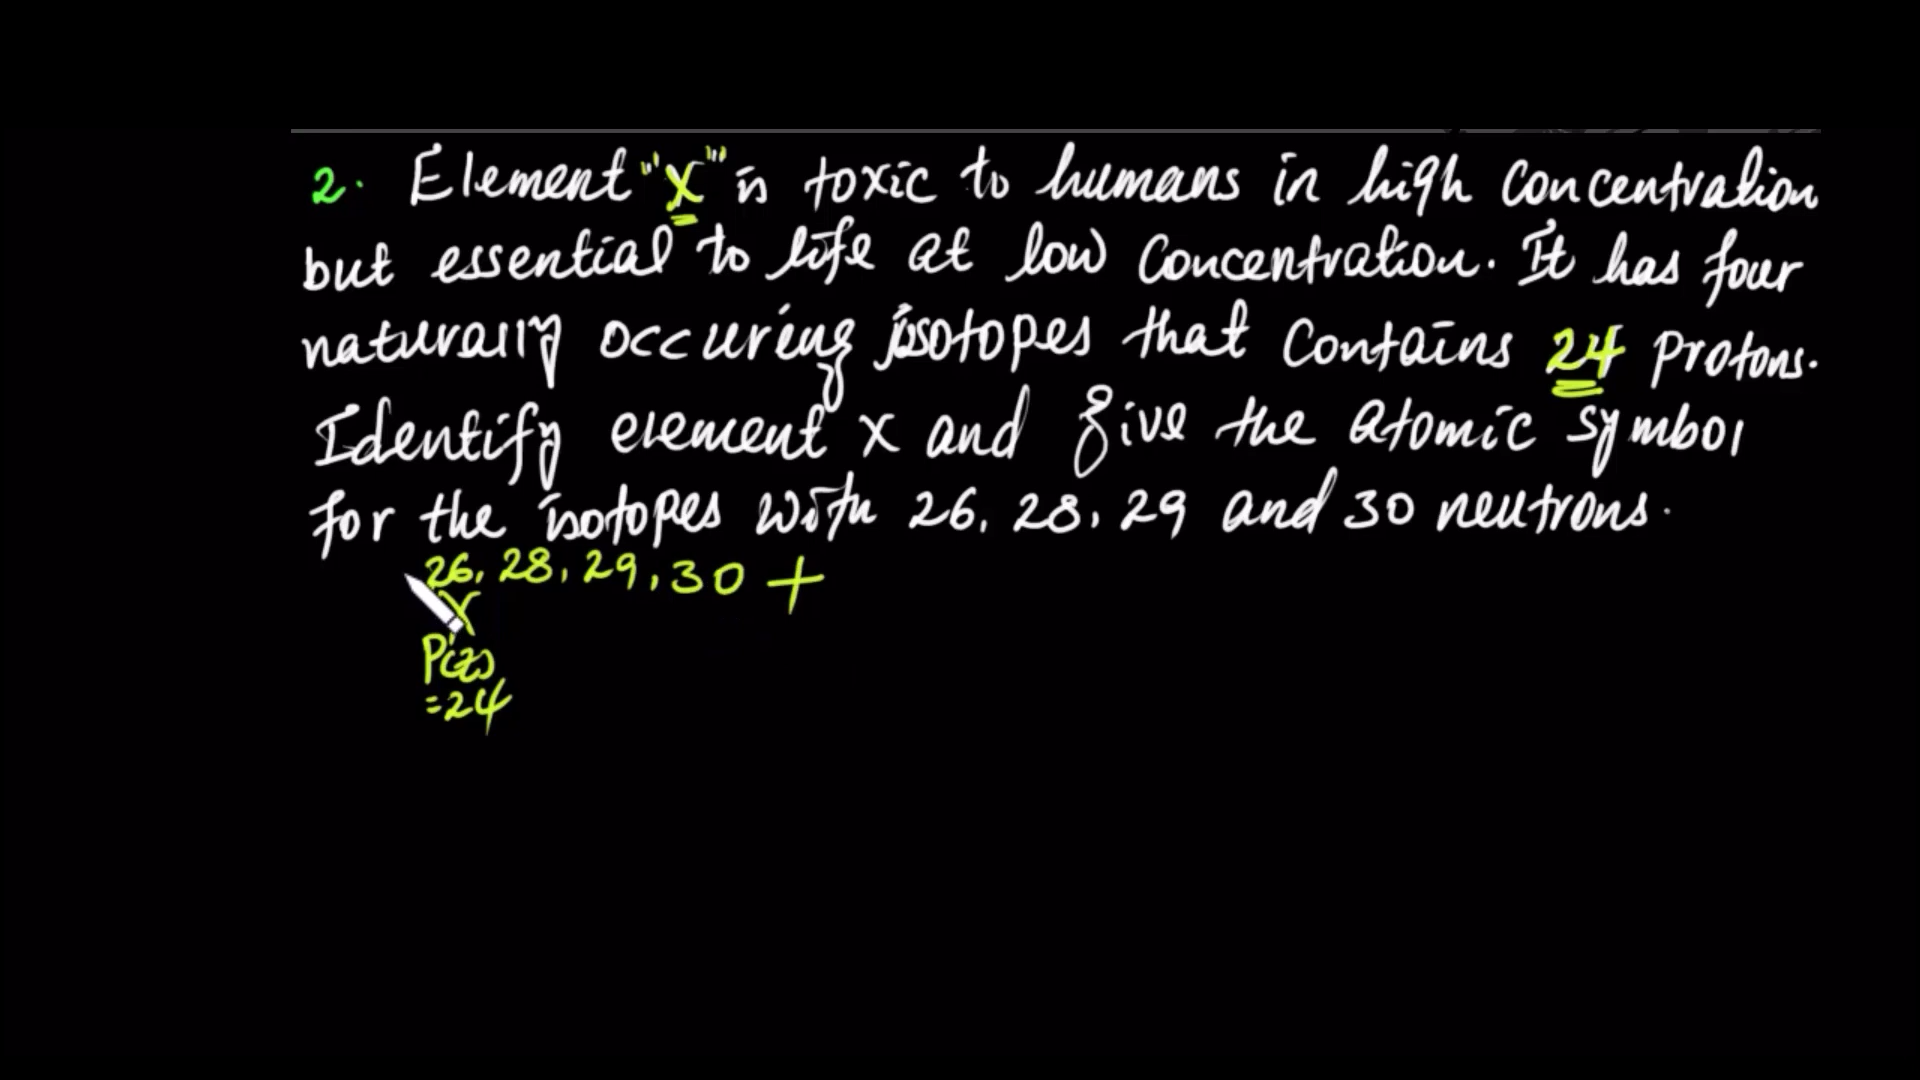 2. Element "X" is toxic to humans in high concentration
but essential to life at low concentration. It has four
naturally occuring isotopes that contains 24 protons.
Identify element X and give the atomic symbol
for the isotopes with 26, 28, 29 and 30 neutrons.
26, 28, 29, 30 +
X
P(z)
=24